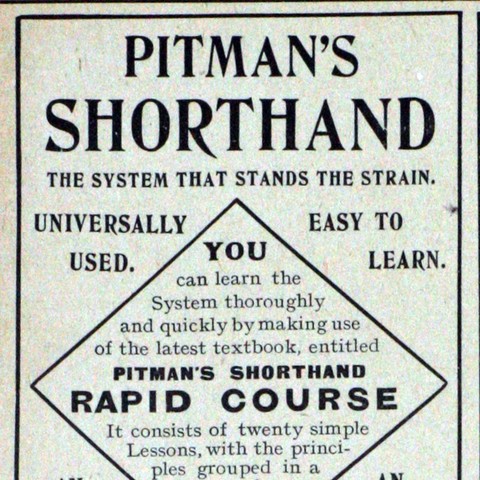 PITMAN'S
SHORTHAND
THE SYSTEM THAT STANDS THE STRAIN.
UNIVERSALLY
USED.
EASY TO
LEARN.
YOU
can learn the
System thoroughly
and quickly by making use
of the latest textbook, entitled
PITMAN'S SHORTHAND
RAPID COURSE
It consists of twenty simple
Lessons, with the princi-
ples grouped in a
AN